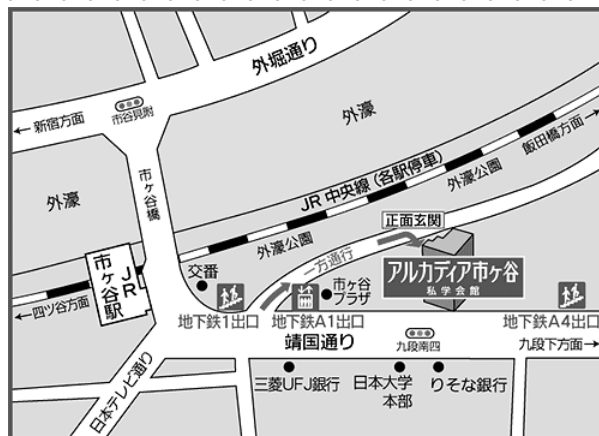 外堀通り
←新宿方面
市谷見附
外濠
飯田橋方面→
外濠
市ヶ谷橋
JR 中央線（各駅停車）
外濠公園
正面玄関
外濠公園
一方通行
アルカディア市ヶ谷
私学会館
JR
市ヶ谷駅
交番
市ヶ谷
プラザ
←四ツ谷方面
地下鉄1出口
地下鉄A1出口
地下鉄A4出口
靖国通り
九段南四
九段下方面→
日本テレビ通り
三菱UFJ銀行
日本大学
本部
りそな銀行